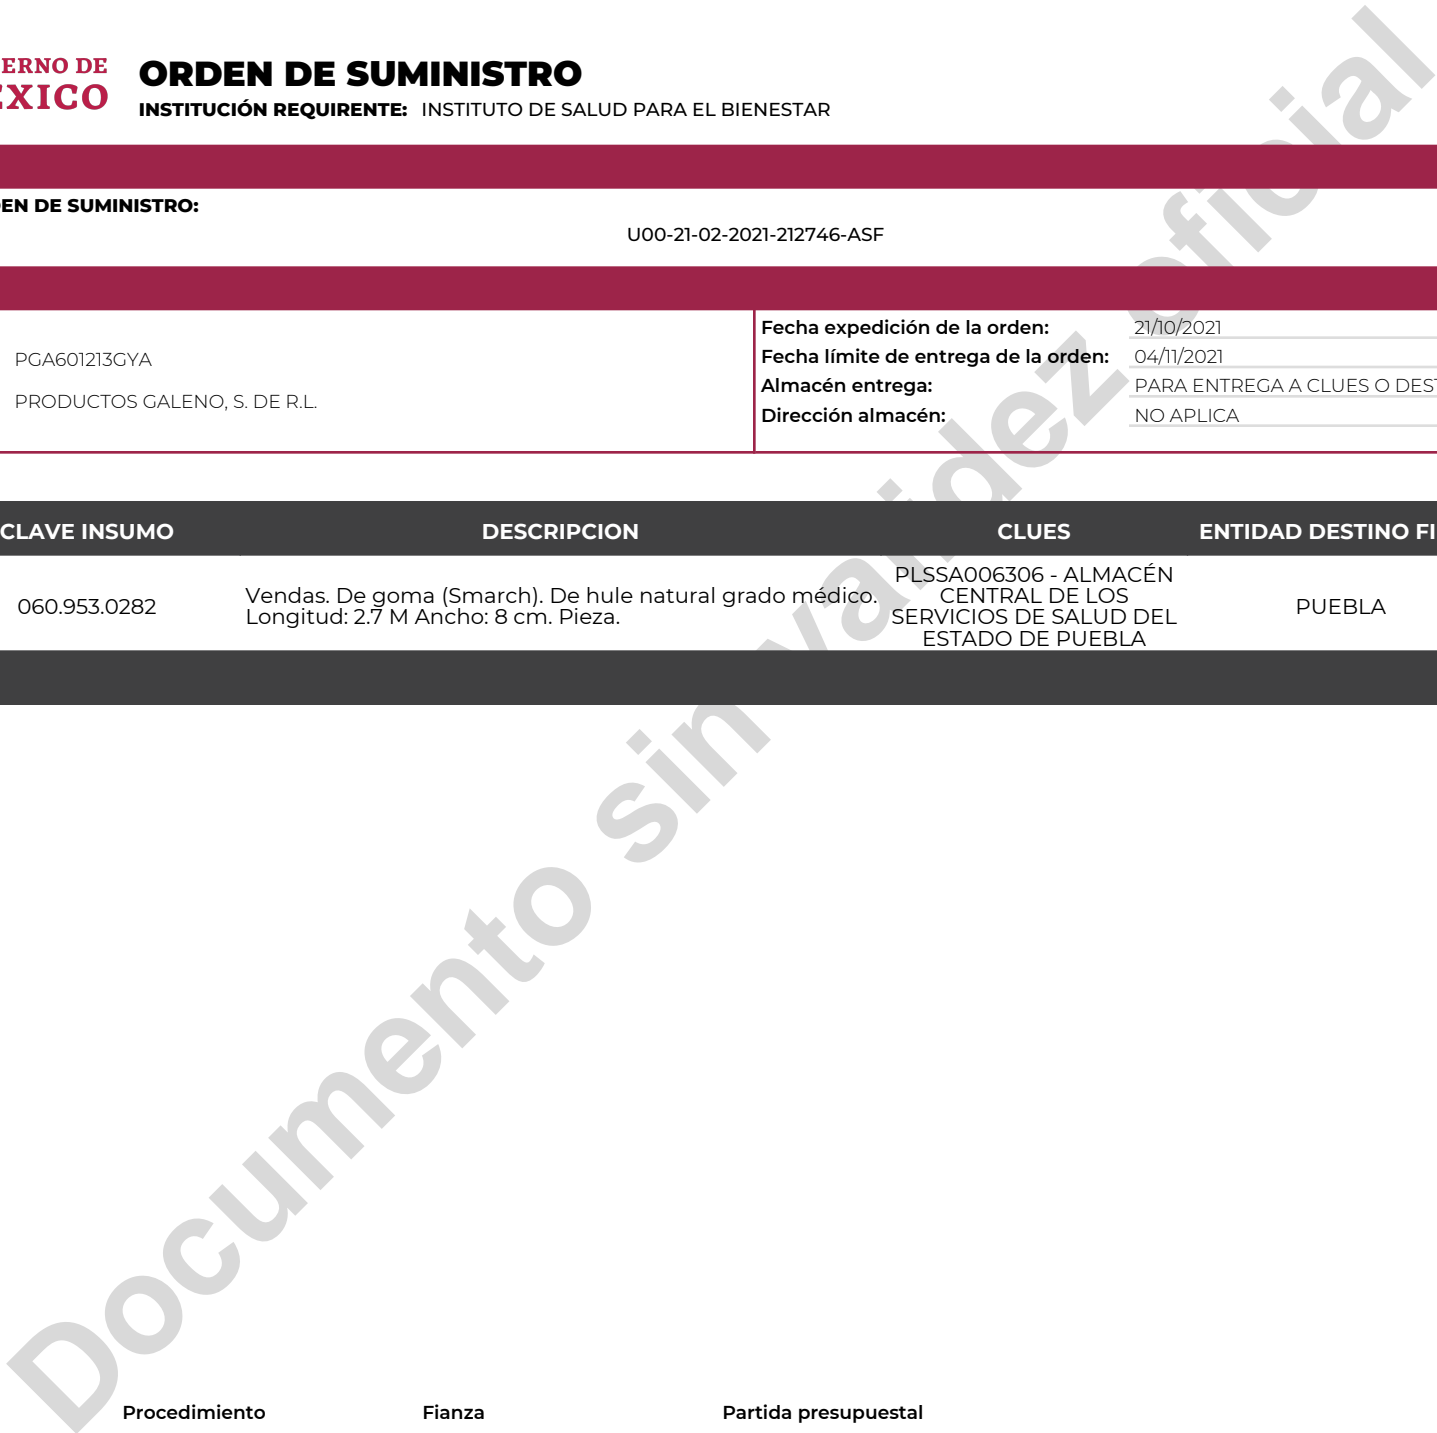 ERNO DE
EXICO
ORDEN DE SUMINISTRO
INSTITUCIÓN REQUIRENTE: INSTITUTO DE SALUD PARA EL BIENESTAR
EN DE SUMINISTRO:
U00-21-02-2021-212746-ASF
PGA601213GYA
PRODUCTOS GALENO, S. DE R.L.
Fecha expedición de la orden: 21/10/2021
Fecha límite de entrega de la orden: 04/11/2021
Almacén entrega: PARA ENTREGA A CLUES O DEST
Dirección almacén: NO APLICA
CLAVE INSUMO DESCRIPCION CLUES ENTIDAD DESTINO FI
060.953.0282
Vendas. De goma (Smarch). De hule natural grado médico.
Longitud: 2.7 M Ancho: 8 cm. Pieza.
PLSSA006306 - ALMACÉN
CENTRAL DE LOS
SERVICIOS DE SALUD DEL
ESTADO DE PUEBLA
PUEBLA
Documento sin validez oficial
Procedimiento Fianza Partida presupuestal